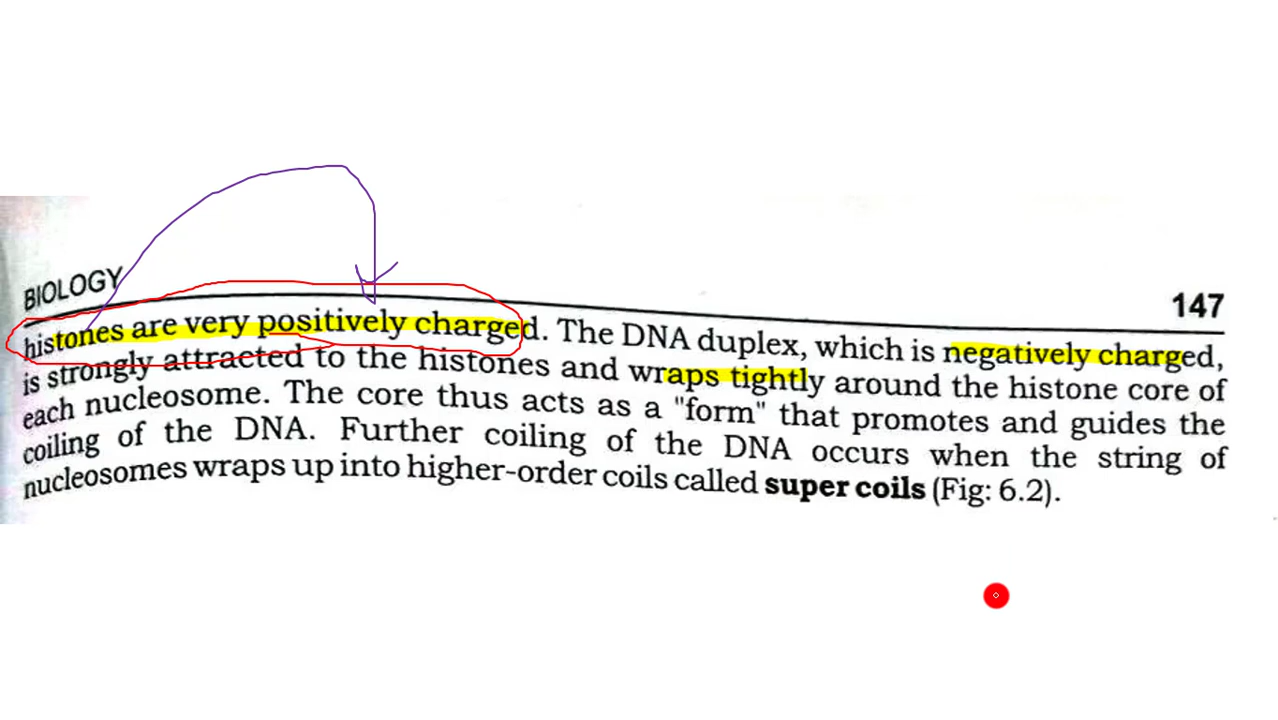 BIOLOGY
147
histones are very positively charged. The DNA duplex, which is negatively charged,
is strongly attracted to the histones and wraps tightly around the histone core of
each nucleosome. The core thus acts as a "form" that promotes and guides the
coiling of the DNA. Further coiling of the DNA occurs when the string of
nucleosomes wraps up into higher-order coils called super coils (Fig: 6.2).